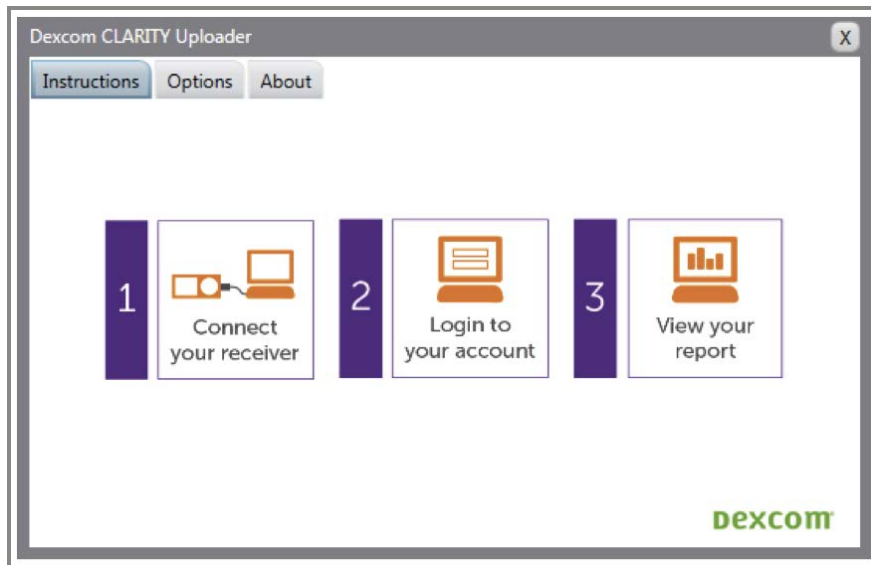 Dexcom CLARITY Uploader
X
Instructions Options About
1
Connect
your receiver
2
Login to
your account
3
View your
report
Dexcom